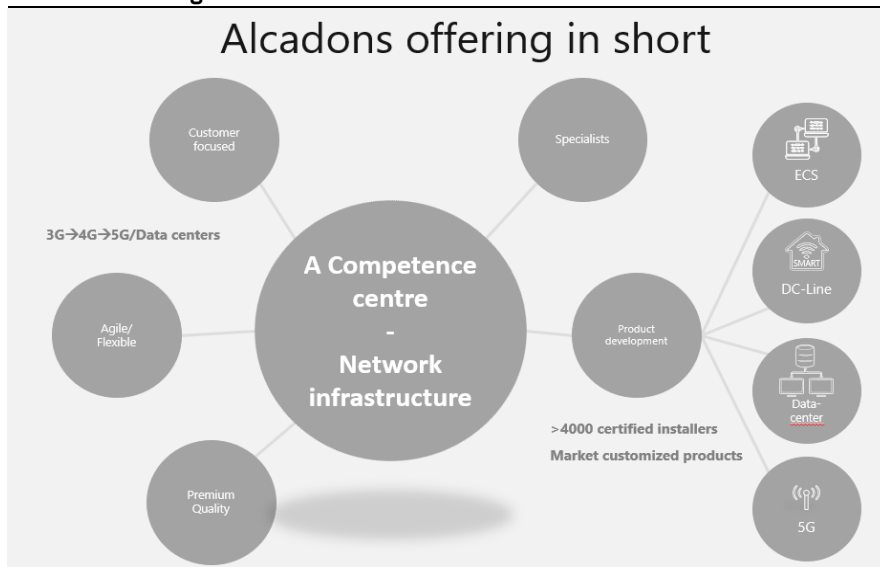 Alcadons offering in short
Customer
focused
Specialists
ECS
3G→4G→5G/Data centers
A Competence
centre
-
Network
infrastructure
SMART
DC-Line
Agile/
Flexible
Product
development
Data-
center
>4000 certified installers
Market customized products
Premium
Quality
5G